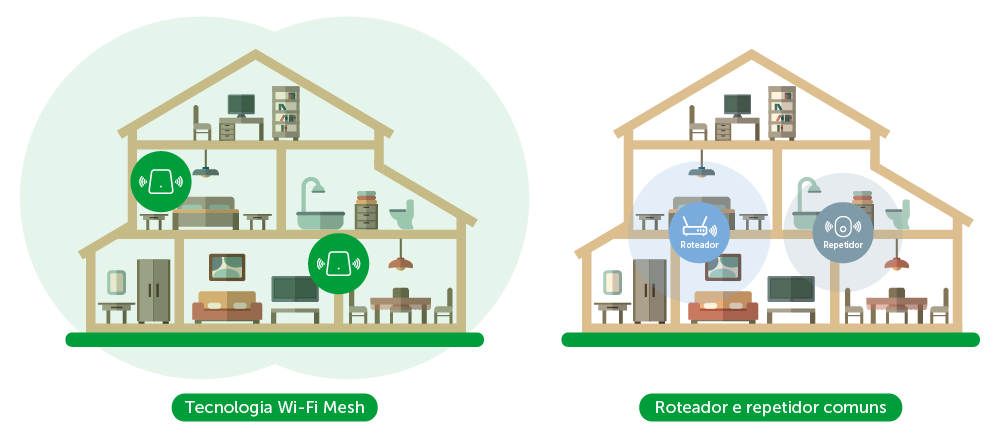 Roteador
Repetidor
Tecnologia Wi-Fi Mesh
Roteador e repetidor comuns